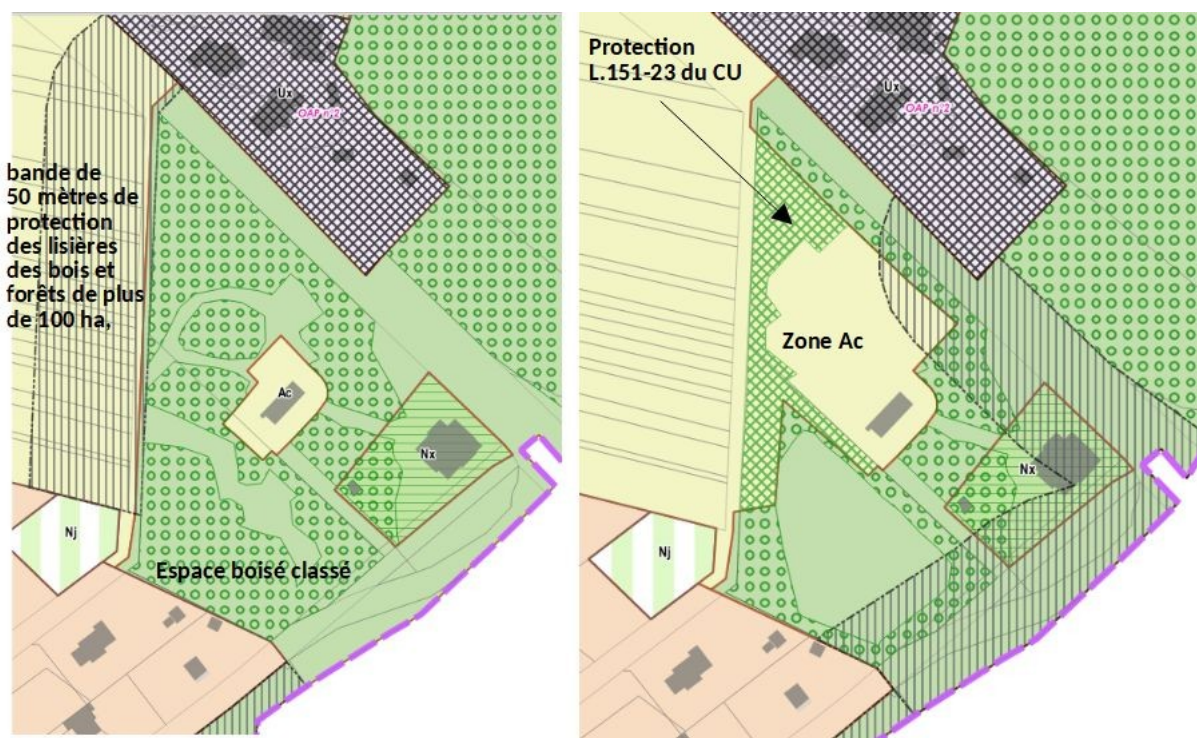 Ux
OAP n°2
bande de
50 mètres de
protection
des lisières
des bois et
forêts de plus
de 100 ha,
Ac
Nx
Nj
Espace boisé classé
Protection
L.151-23 du CU
Ux
OAP n°2
Zone Ac
Nx
Nj